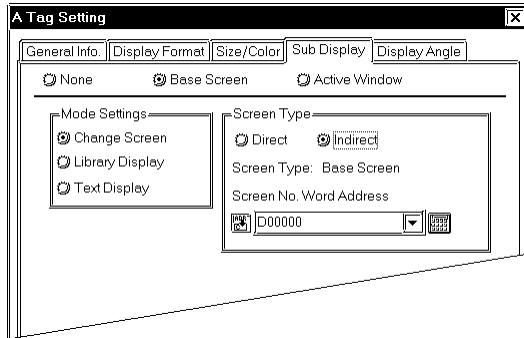 A Tag Setting
General Info. Display Format Size/Color Sub Display Display Angle
None Base Screen Active Window
Mode Settings
Change Screen
Library Display
Text Display
Screen Type
Direct Indirect
Screen Type: Base Screen
Screen No. Word Address
D00000